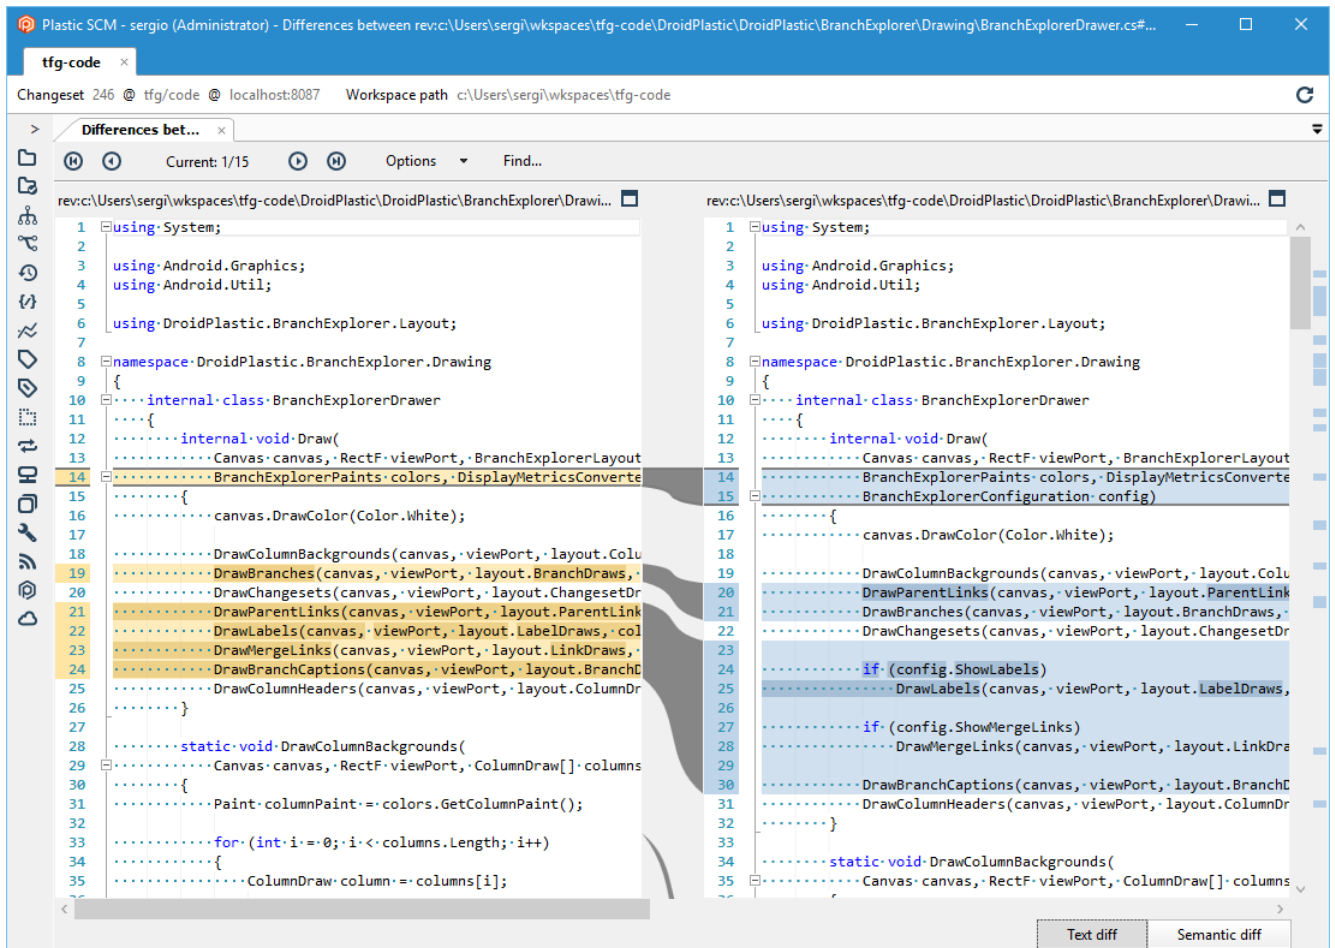 Plastic SCM - sergio (Administrator) - Differences between rev:c:\Users\sergi\wkspaces\tfg-code\DroidPlastic\DroidPlastic\BranchExplorer\Drawing\BranchExplorerDrawer.cs#...
tfg-code
Changeset 246 @ tfg/code @ localhost:8087 Workspace path c:\Users\sergi\wkspaces\tfg-code
Differences bet...
Current: 1/15 Options Find...
rev:c:\Users\sergi\wkspaces\tfg-code\DroidPlastic\DroidPlastic\BranchExplorer\Drawi...
1 using System;
2
3 using Android.Graphics;
4 using Android.Util;
5
6 using DroidPlastic.BranchExplorer.Layout;
7
8 namespace DroidPlastic.BranchExplorer.Drawing
9 {
10 internal class BranchExplorerDrawer
11 {
12 internal void Draw(
13 Canvas canvas, RectF viewPort, BranchExplorerLayout
14 BranchExplorerPaints colors, DisplayMetricsConverte
15 {
16 canvas.DrawColor(Color.White);
17
18 DrawColumnBackgrounds(canvas, viewPort, layout.Colu
19 DrawBranches(canvas, viewPort, layout.BranchDraws,
20 DrawChangesets(canvas, viewPort, layout.ChangesetDr
21 DrawParentLinks(canvas, viewPort, layout.ParentLink
22 DrawLabels(canvas, viewPort, layout.LabelDraws, col
23 DrawMergeLinks(canvas, viewPort, layout.LinkDraws,
24 DrawBranchCaptions(canvas, viewPort, layout.BranchD
25 DrawColumnHeaders(canvas, viewPort, layout.ColumnDr
26 }
27
28 static void DrawColumnBackgrounds(
29 Canvas canvas, RectF viewPort, ColumnDraw[] columns
30 {
31 Paint columnPaint = colors.GetColumnPaint();
32
33 for (int i = 0; i < columns.Length; i++)
34 {
35 ColumnDraw column = columns[i];
rev:c:\Users\sergi\wkspaces\tfg-code\DroidPlastic\DroidPlastic\BranchExplorer\Drawi...
1 using System;
2
3 using Android.Graphics;
4 using Android.Util;
5
6 using DroidPlastic.BranchExplorer.Layout;
7
8 namespace DroidPlastic.BranchExplorer.Drawing
9 {
10 internal class BranchExplorerDrawer
11 {
12 internal void Draw(
13 Canvas canvas, RectF viewPort, BranchExplorerLayout
14 BranchExplorerPaints colors, DisplayMetricsConverte
15 BranchExplorerConfiguration config)
16 {
17 canvas.DrawColor(Color.White);
18
19 DrawColumnBackgrounds(canvas, viewPort, layout.Colu
20 DrawParentLinks(canvas, viewPort, layout.ParentLink
21 DrawBranches(canvas, viewPort, layout.BranchDraws,
22 DrawChangesets(canvas, viewPort, layout.ChangesetDr
23
24 if (config.ShowLabels)
25 DrawLabels(canvas, viewPort, layout.LabelDraws,
26
27 if (config.ShowMergeLinks)
28 DrawMergeLinks(canvas, viewPort, layout.LinkDra
29
30 DrawBranchCaptions(canvas, viewPort, layout.BranchD
31 DrawColumnHeaders(canvas, viewPort, layout.ColumnDr
32 }
33
34 static void DrawColumnBackgrounds(
35 Canvas canvas, RectF viewPort, ColumnDraw[] columns
Text diff Semantic diff